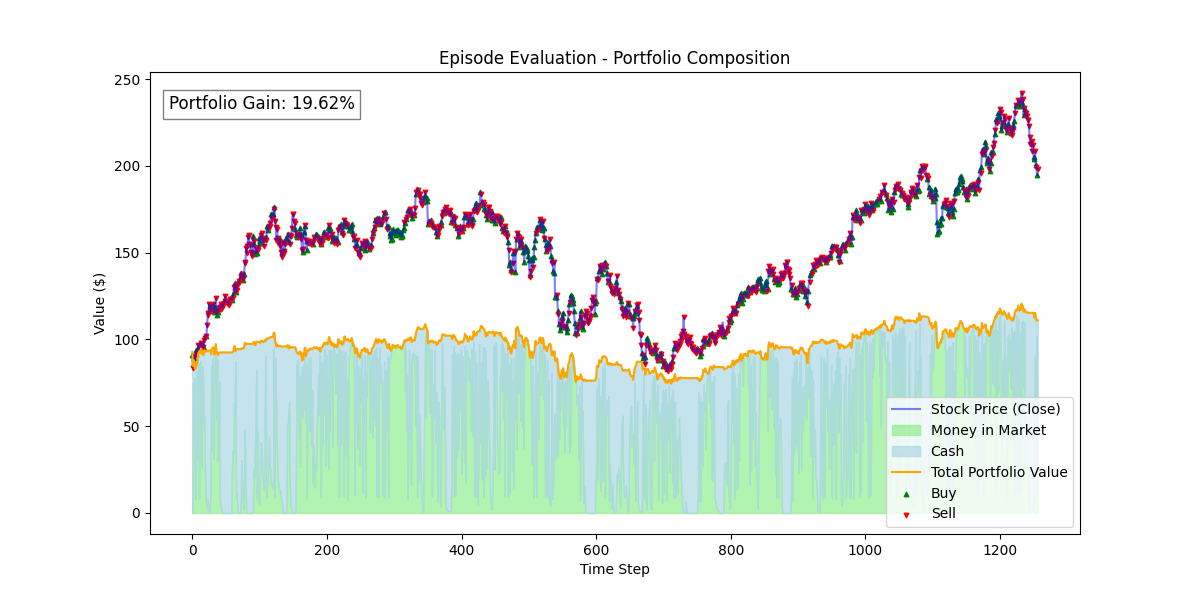 Episode Evaluation - Portfolio Composition
Portfolio Gain: 19.62%
Value ($)
250
200
150
100
50
0
0 200 400 600 800 1000 1200
Time Step
Stock Price (Close)
Money in Market
Cash
Total Portfolio Value
Buy
Sell